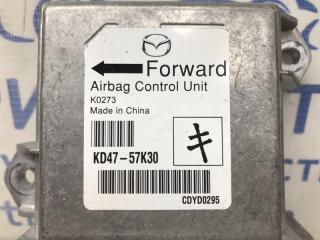 Forward
Airbag Control Unit
K0273
Made in China
KD47-57K30
キ
CDYD0295